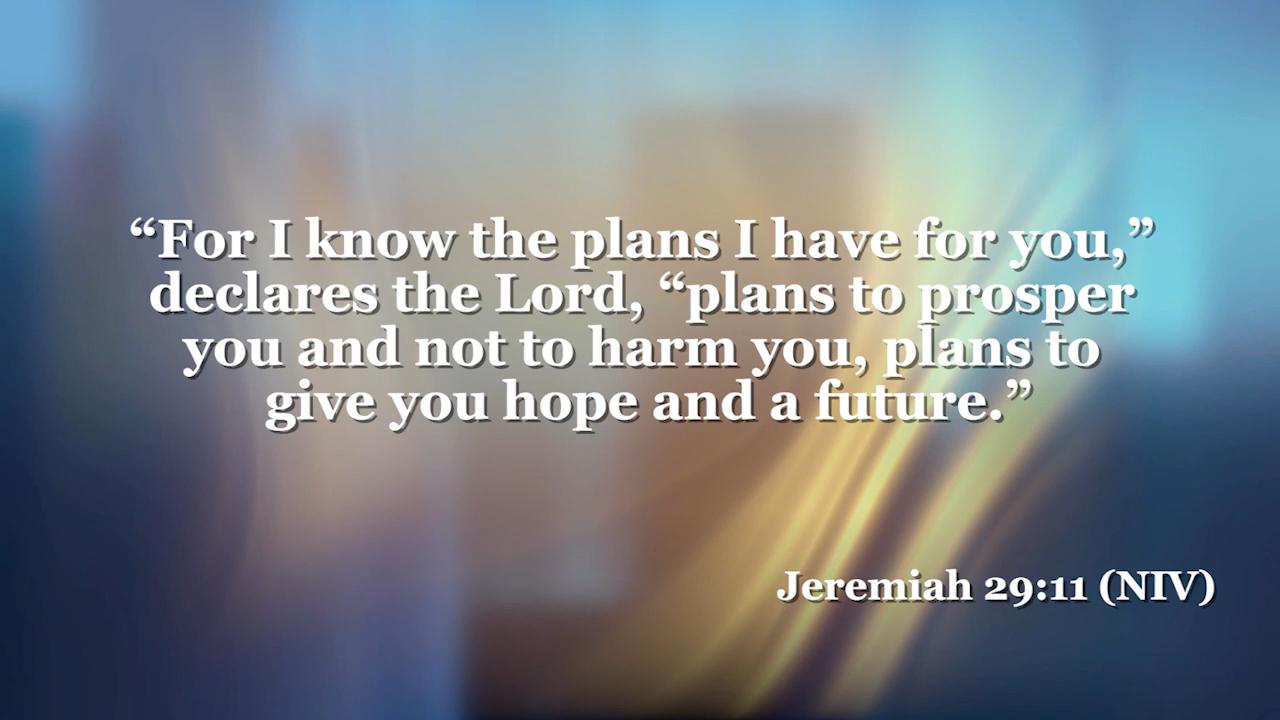 “For I know the plans I have for you,”
declares the Lord, “plans to prosper
you and not to harm you, plans to
give you hope and a future.”
Jeremiah 29:11 (NIV)